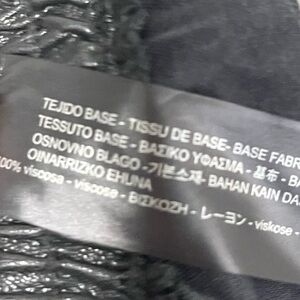 TEJIDO BASE - TISSU DE BASE- BASE FABR
TESSUTO BASE - ΒΑΣΙΚΟ ΥΦΑΣΜΑ - 基布 - BA
OSNOVNO BLAGO - 기본소재- BAHAN KAIN DA
OINARRIZKO EHUNA
100% viscosa - viscose - ΒΙΣΚΟΖΗ - レーヨン - viskose -